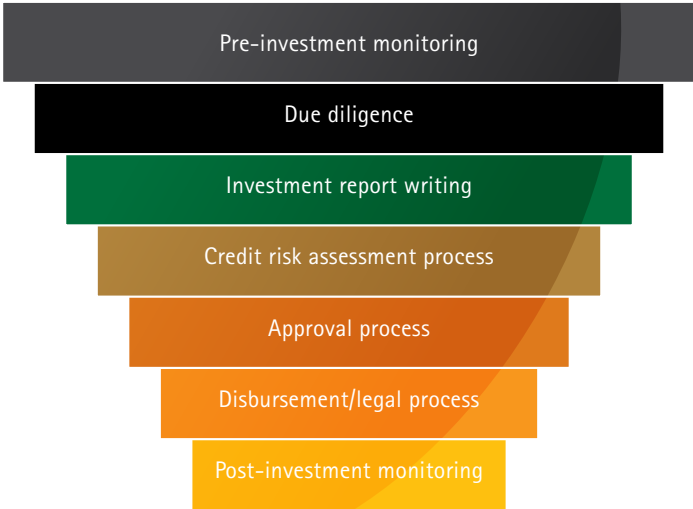 Pre-investment monitoring
Due diligence
Investment report writing
Credit risk assessment process
Approval process
Disbursement/legal process
Post-investment monitoring